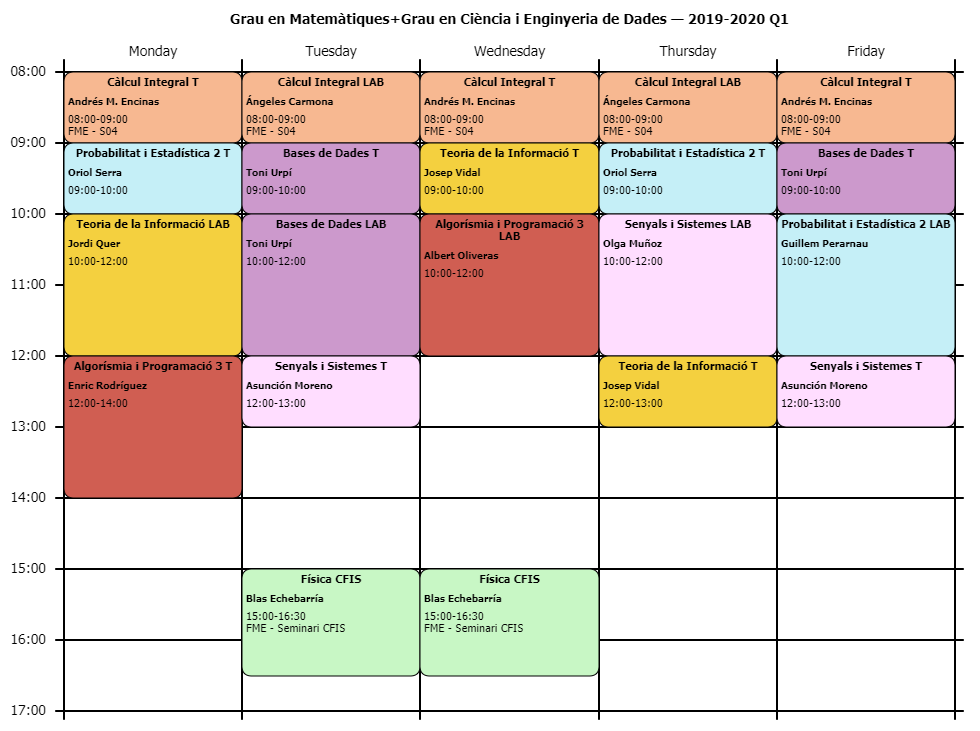 Grau en Matemàtiques+Grau en Ciència i Enginyeria de Dades — 2019-2020 Q1
Monday
Tuesday
Wednesday
Thursday
Friday
08:00
Càlcul Integral T
Andrés M. Encinas
08:00-09:00
FME - S04
Càlcul Integral LAB
Ángeles Carmona
08:00-09:00
FME - S04
Càlcul Integral T
Andrés M. Encinas
08:00-09:00
FME - S04
Càlcul Integral LAB
Ángeles Carmona
08:00-09:00
FME - S04
Càlcul Integral T
Andrés M. Encinas
08:00-09:00
FME - S04
09:00
Probabilitat i Estadística 2 T
Oriol Serra
09:00-10:00
Bases de Dades T
Toni Urpí
09:00-10:00
Teoria de la Informació T
Josep Vidal
09:00-10:00
Probabilitat i Estadística 2 T
Oriol Serra
09:00-10:00
Bases de Dades T
Toni Urpí
09:00-10:00
10:00
Teoria de la Informació LAB
Jordi Quer
10:00-12:00
Bases de Dades LAB
Toni Urpí
10:00-12:00
Algorísmia i Programació 3
LAB
Albert Oliveras
10:00-12:00
Senyals i Sistemes LAB
Olga Muñoz
10:00-12:00
Probabilitat i Estadística 2 LAB
Guillem Perarnau
10:00-12:00
11:00
12:00
Algorísmia i Programació 3 T
Enric Rodríguez
12:00-14:00
Senyals i Sistemes T
Asunción Moreno
12:00-13:00
Teoria de la Informació T
Josep Vidal
12:00-13:00
Senyals i Sistemes T
Asunción Moreno
12:00-13:00
13:00
14:00
15:00
Física CFIS
Blas Echebarría
15:00-16:30
FME - Seminari CFIS
Física CFIS
Blas Echebarría
15:00-16:30
FME - Seminari CFIS
16:00
17:00